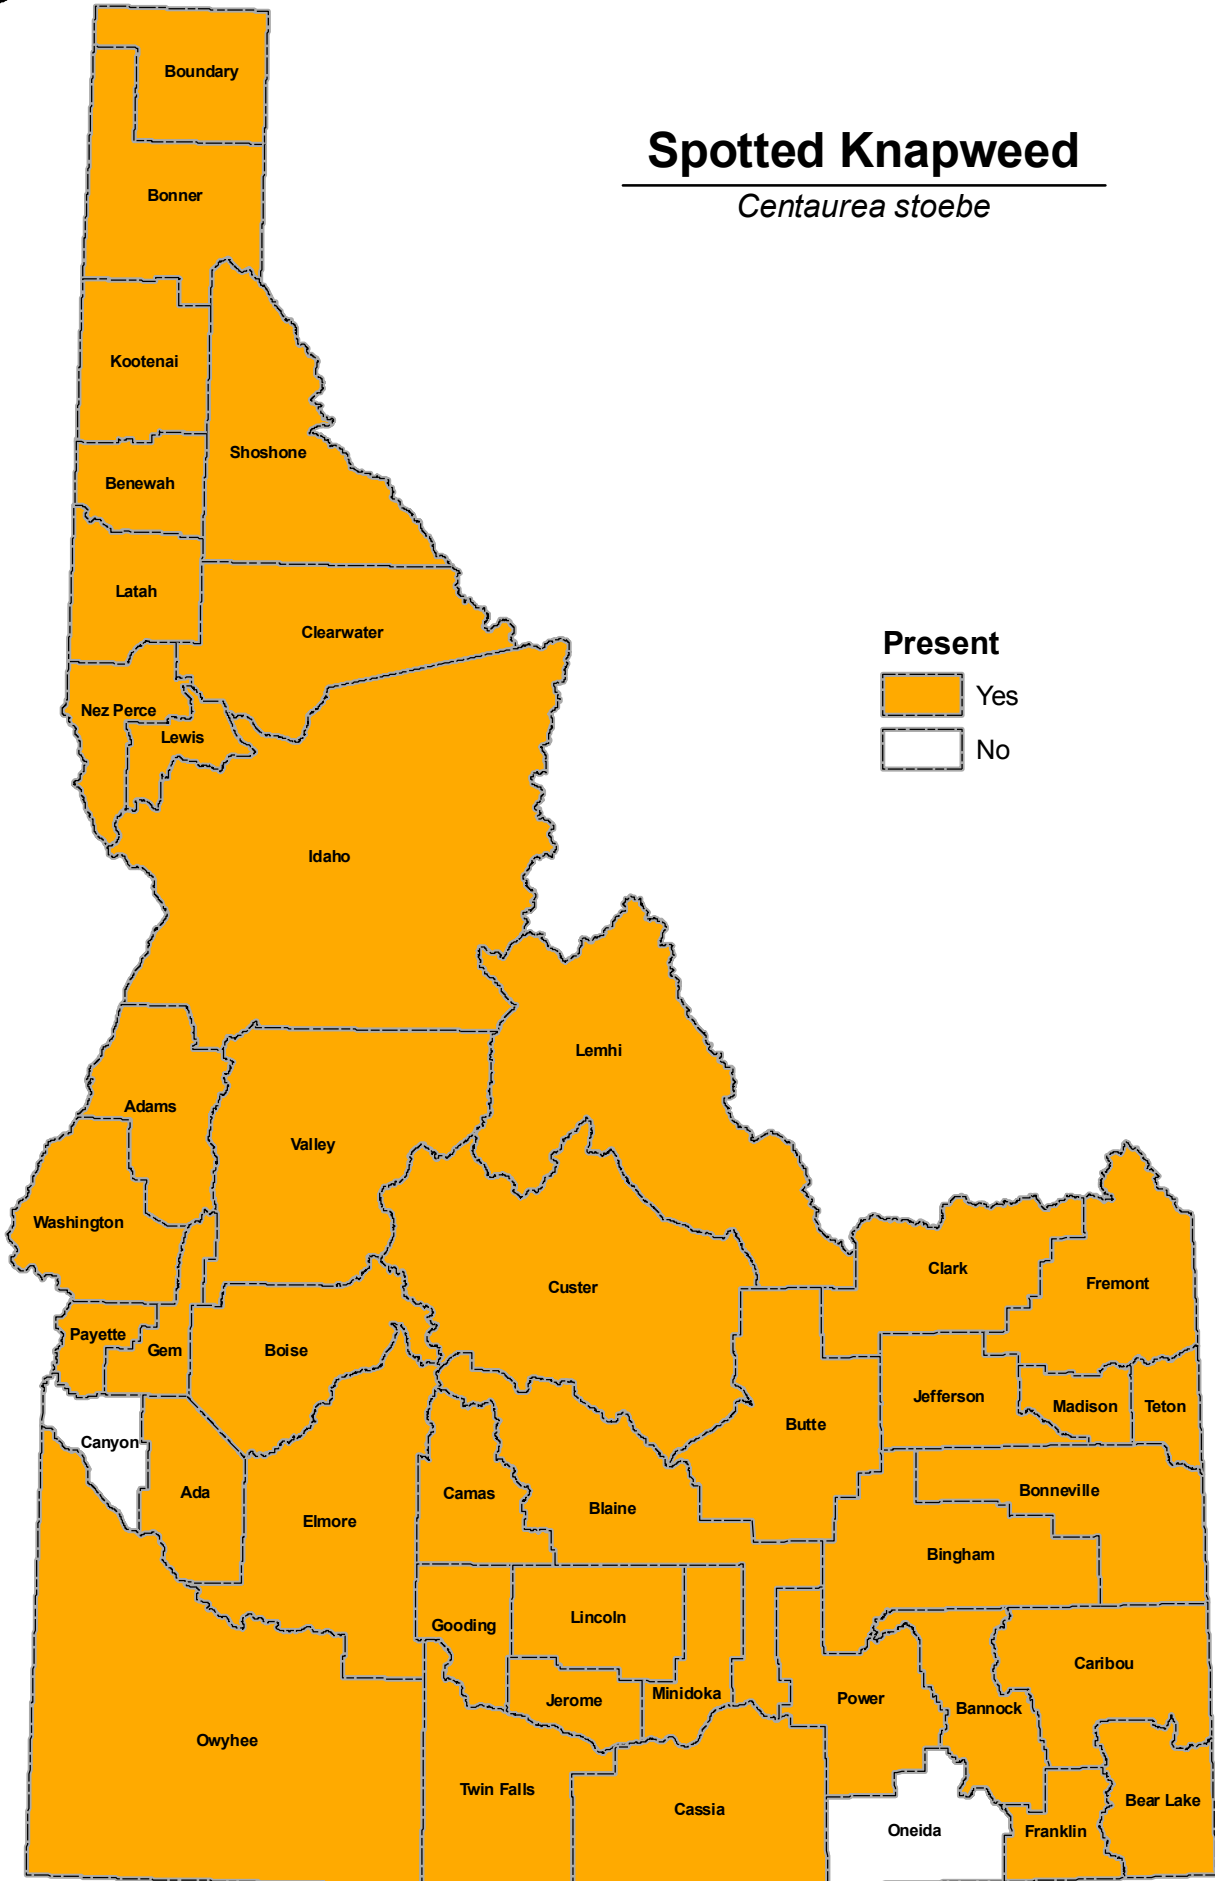 Boundary
Spotted Knapweed
Centaurea stoebe
Bonner
Kootenai
Shoshone
Benewah
Latah
Clearwater
Present
Yes
No
Nez Perce
Lewis
Idaho
Lemhi
Adams
Valley
Washington
Custer
Clark
Fremont
Payette
Gem
Boise
Jefferson
Madison
Teton
Butte
Canyon
Ada
Camas
Blaine
Bonneville
Elmore
Bingham
Gooding
Lincoln
Caribou
Jerome
Minidoka
Power
Bannock
Owyhee
Twin Falls
Cassia
Bear Lake
Oneida
Franklin